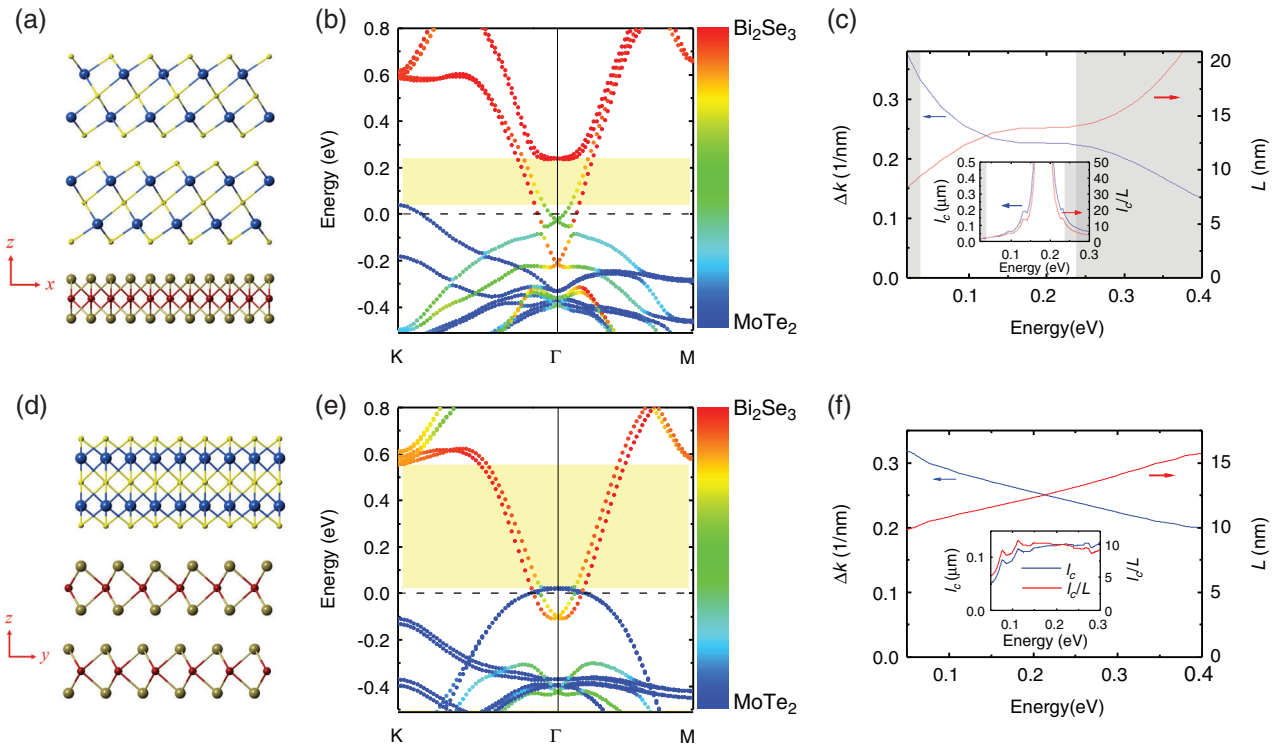 (a)
z
x
(b)
Energy (eV)
0.8
0.6
0.4
0.2
0.0
-0.2
-0.4
K
Γ
M
Bi₂Se₃
MoTe₂
(c)
Δk (1/nm)
0.3
0.2
0.1
0.0
0.1
0.2
0.3
0.4
Energy(eV)
20
15
10
5
0
L (nm)
l_c (μm)
0.5
0.4
0.3
0.2
0.1
0.0
0.1
0.2
0.3
Energy (eV)
50
40
30
20
10
0
l_c/L
(d)
z
y
(e)
Energy (eV)
0.8
0.6
0.4
0.2
0.0
-0.2
-0.4
K
Γ
M
Bi₂Se₃
MoTe₂
(f)
Δk (1/nm)
0.3
0.2
0.1
0.0
0.1
0.2
0.3
0.4
Energy(eV)
15
10
5
0
L (nm)
l_c (μm)
0.1
0.0
0.1
0.2
0.3
Energy (eV)
10
5
0
l_c/L
l_c
l_c/L